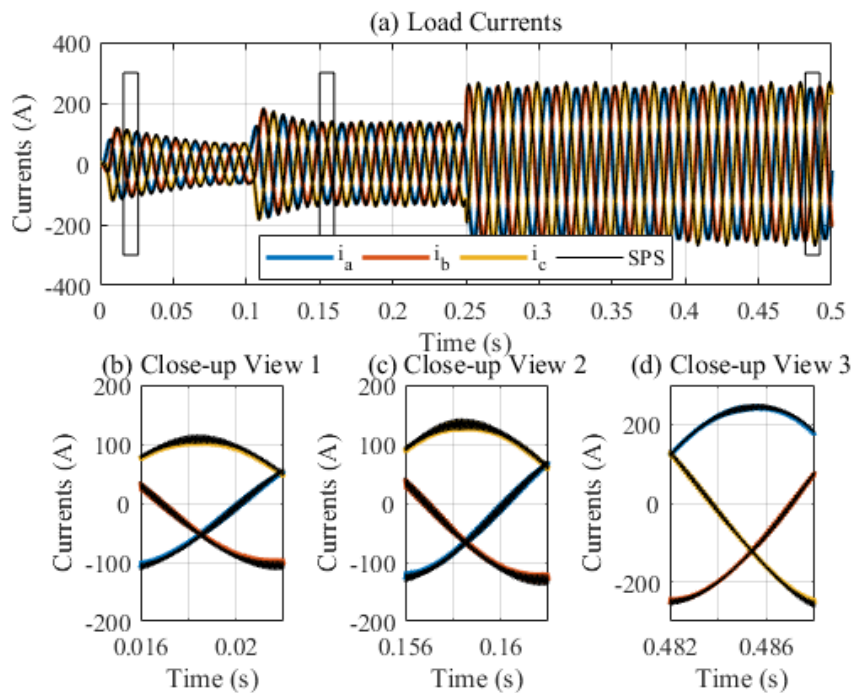 (a) Load Currents
400
200
0
-200
-400
Currents (A)
i_a i_b i_c SPS
0 0.05 0.1 0.15 0.2 0.25 0.3 0.35 0.4 0.45 0.5
Time (s)
(b) Close-up View 1
200
100
0
-100
-200
Currents (A)
0.016 0.02
Time (s)
(c) Close-up View 2
200
100
0
-100
-200
Currents (A)
0.156 0.16
Time (s)
(d) Close-up View 3
200
0
-200
Currents (A)
0.482 0.486
Time (s)